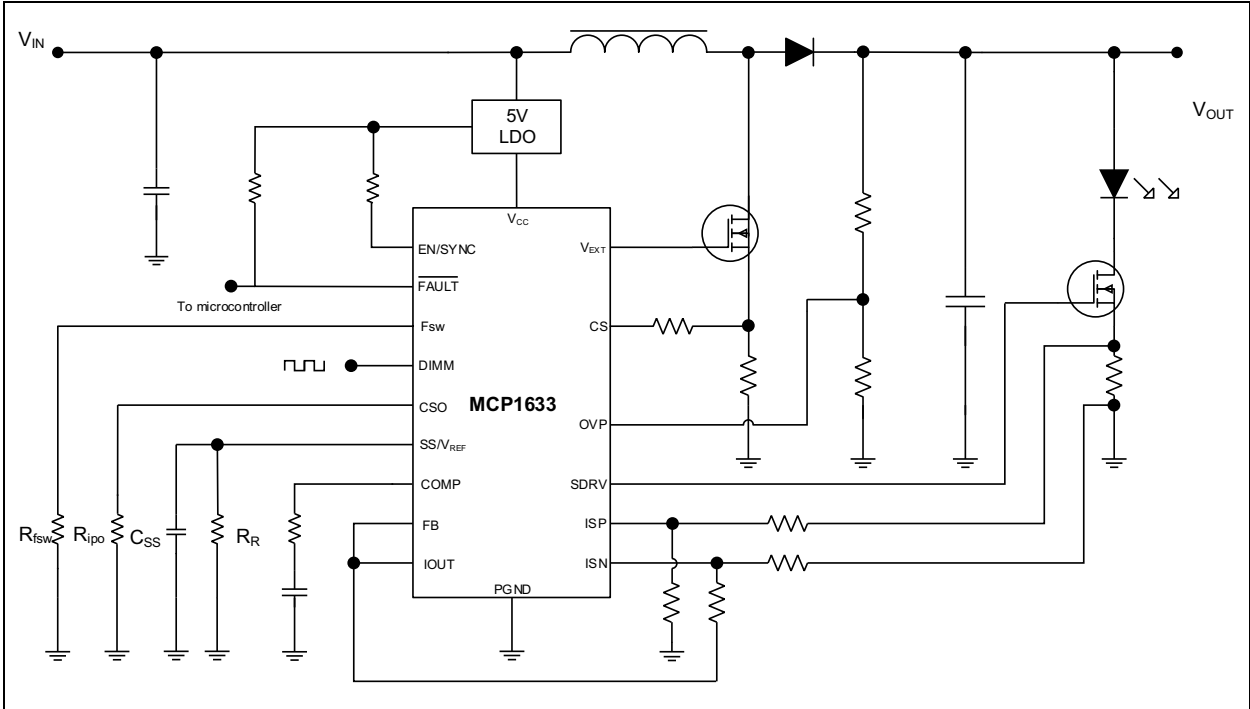 VIN
VOUT
5V
LDO
VCC
EN/SYNC
VEXT
FAULT
To microcontroller
Fsw
CS
DIMM
MCP1633
CSO
OVP
SS/VREF
COMP
SDRV
Rfsw
Ripo
CSS
RR
FB
ISP
IOUT
ISN
PGND